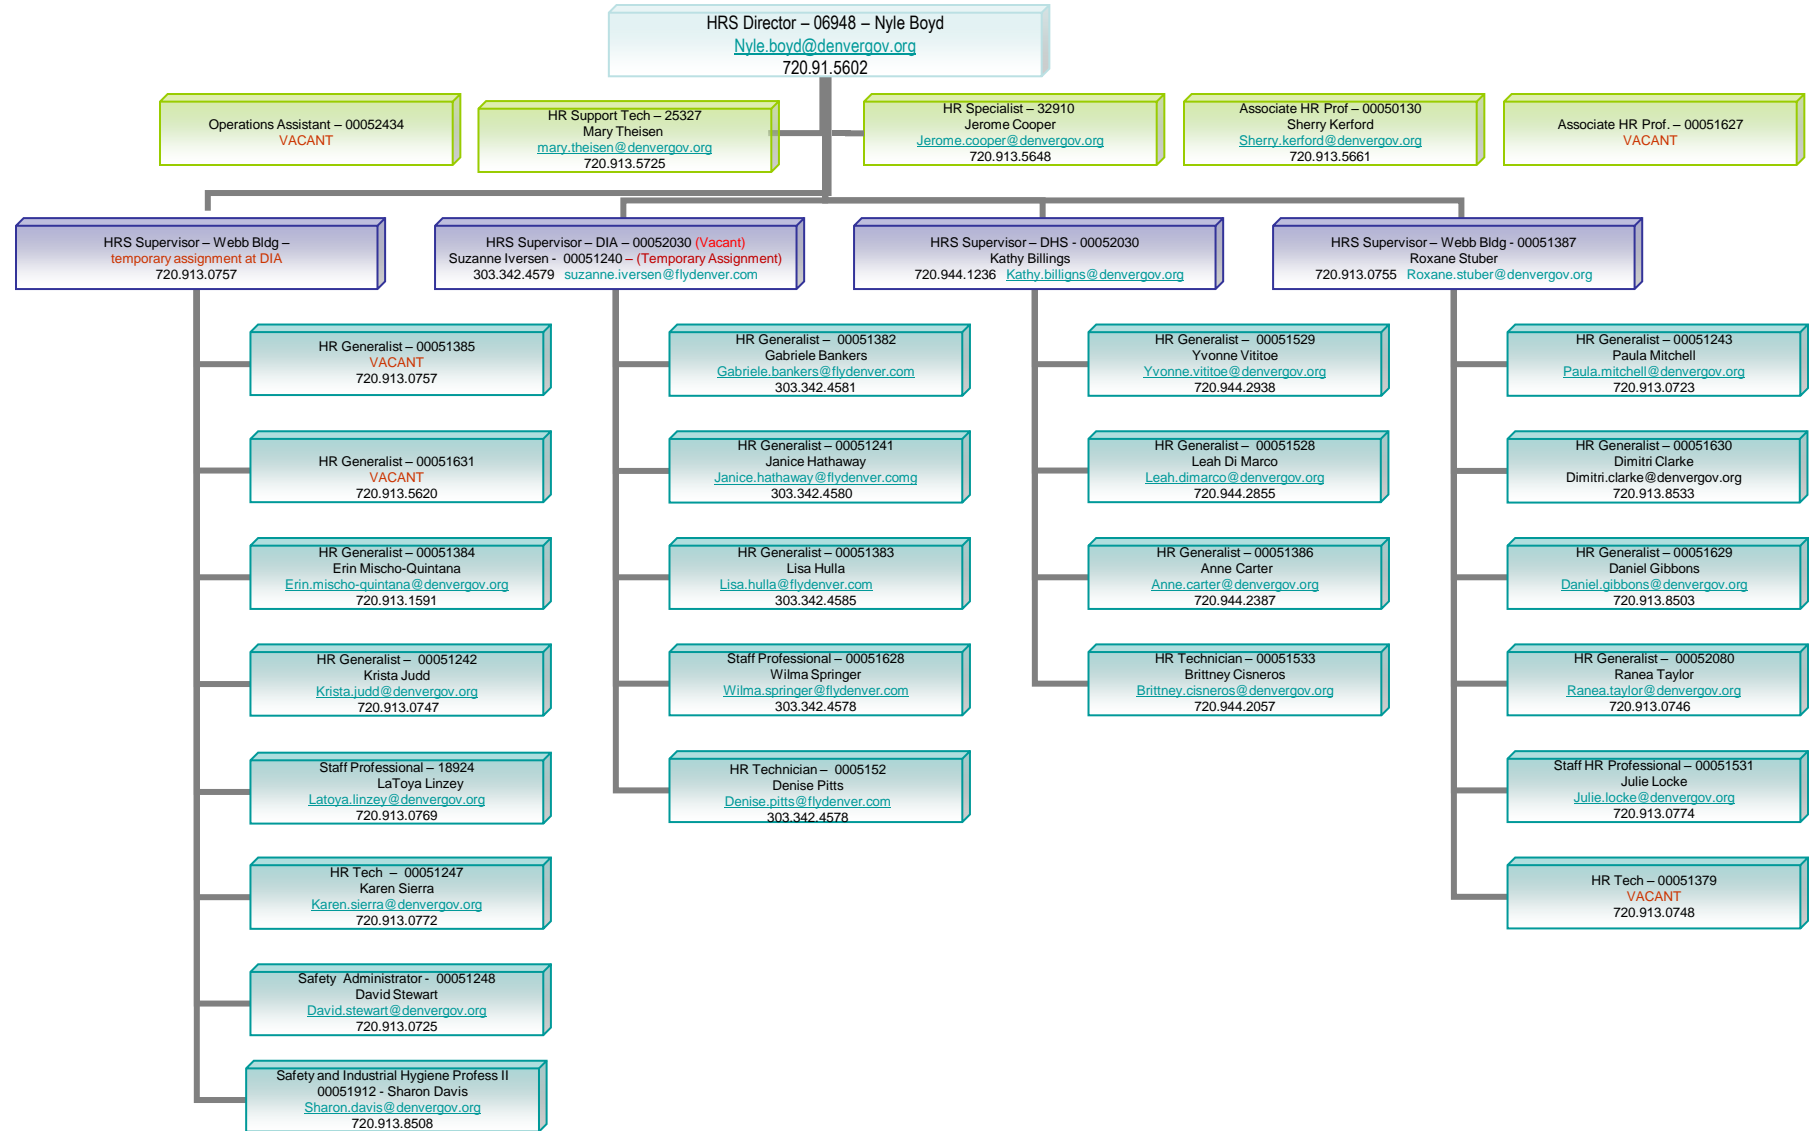 HRS Director – 06948 – Nyle Boyd
Nyle.boyd@denvergov.org
720.91.5602
Operations Assistant – 00052434
VACANT
HR Support Tech – 25327
Mary Theisen
mary.theisen@denvergov.org
720.913.5725
HR Specialist – 32910
Jerome Cooper
Jerome.cooper@denvergov.org
720.913.5648
Associate HR Prof – 00050130
Sherry Kerford
Sherry.kerford@denvergov.org
720.913.5661
Associate HR Prof. – 00051627
VACANT
HRS Supervisor – Webb Bldg –
temporary assignment at DIA
720.913.0757
HRS Supervisor – DIA – 00052030 (Vacant)
Suzanne Iversen - 00051240 – (Temporary Assignment)
303.342.4579 suzanne.iversen@flydenver.com
HRS Supervisor – DHS - 00052030
Kathy Billings
720.944.1236 Kathy.billigns@denvergov.org
HRS Supervisor – Webb Bldg - 00051387
Roxane Stuber
720.913.0755 Roxane.stuber@denvergov.org
HR Generalist – 00051385
VACANT
720.913.0757
HR Generalist – 00051631
VACANT
720.913.5620
HR Generalist – 00051384
Erin Mischo-Quintana
Erin.mischo-quintana@denvergov.org
720.913.1591
HR Generalist – 00051242
Krista Judd
Krista.judd@denvergov.org
720.913.0747
Staff Professional – 18924
LaToya Linzey
Latoya.linzey@denvergov.org
720.913.0769
HR Tech – 00051247
Karen Sierra
Karen.sierra@denvergov.org
720.913.0772
Safety Administrator - 00051248
David Stewart
David.stewart@denvergov.org
720.913.0725
Safety and Industrial Hygiene Profess II
00051912 - Sharon Davis
Sharon.davis@denvergov.org
720.913.8508
HR Generalist – 00051382
Gabriele Bankers
Gabriele.bankers@flydenver.com
303.342.4581
HR Generalist – 00051241
Janice Hathaway
Janice.hathaway@flydenver.comg
303.342.4580
HR Generalist – 00051383
Lisa Hulla
Lisa.hulla@flydenver.com
303.342.4585
Staff Professional – 00051628
Wilma Springer
Wilma.springer@flydenver.com
303.342.4578
HR Technician – 0005152
Denise Pitts
Denise.pitts@flydenver.com
303.342.4578
HR Generalist – 00051529
Yvonne Vititoe
Yvonne.vititoe@denvergov.org
720.944.2938
HR Generalist – 00051528
Leah Di Marco
Leah.dimarco@denvergov.org
720.944.2855
HR Generalist – 00051386
Anne Carter
Anne.carter@denvergov.org
720.944.2387
HR Technician – 00051533
Brittney Cisneros
Brittney.cisneros@denvergov.org
720.944.2057
HR Generalist – 00051243
Paula Mitchell
Paula.mitchell@denvergov.org
720.913.0723
HR Generalist – 00051630
Dimitri Clarke
Dimitri.clarke@denvergov.org
720.913.8533
HR Generalist – 00051629
Daniel Gibbons
Daniel.gibbons@denvergov.org
720.913.8503
HR Generalist – 00052080
Ranea Taylor
Ranea.taylor@denvergov.org
720.913.0746
Staff HR Professional – 00051531
Julie Locke
Julie.locke@denvergov.org
720.913.0774
HR Tech – 00051379
VACANT
720.913.0748